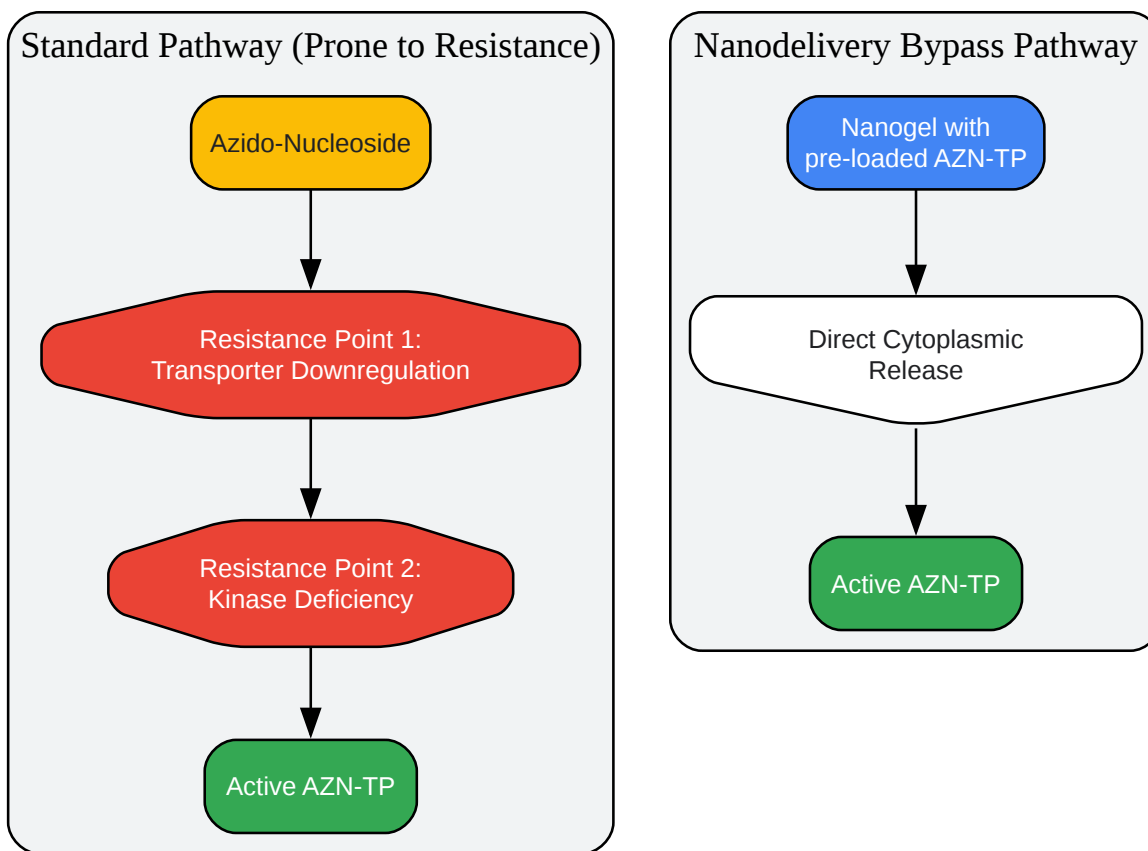 Standard Pathway (Prone to Resistance)
Azido-Nucleoside
Resistance Point 1:
Transporter Downregulation
Resistance Point 2:
Kinase Deficiency
Active AZN-TP
Nanodelivery Bypass Pathway
Nanogel with
pre-loaded AZN-TP
Direct Cytoplasmic
Release
Active AZN-TP